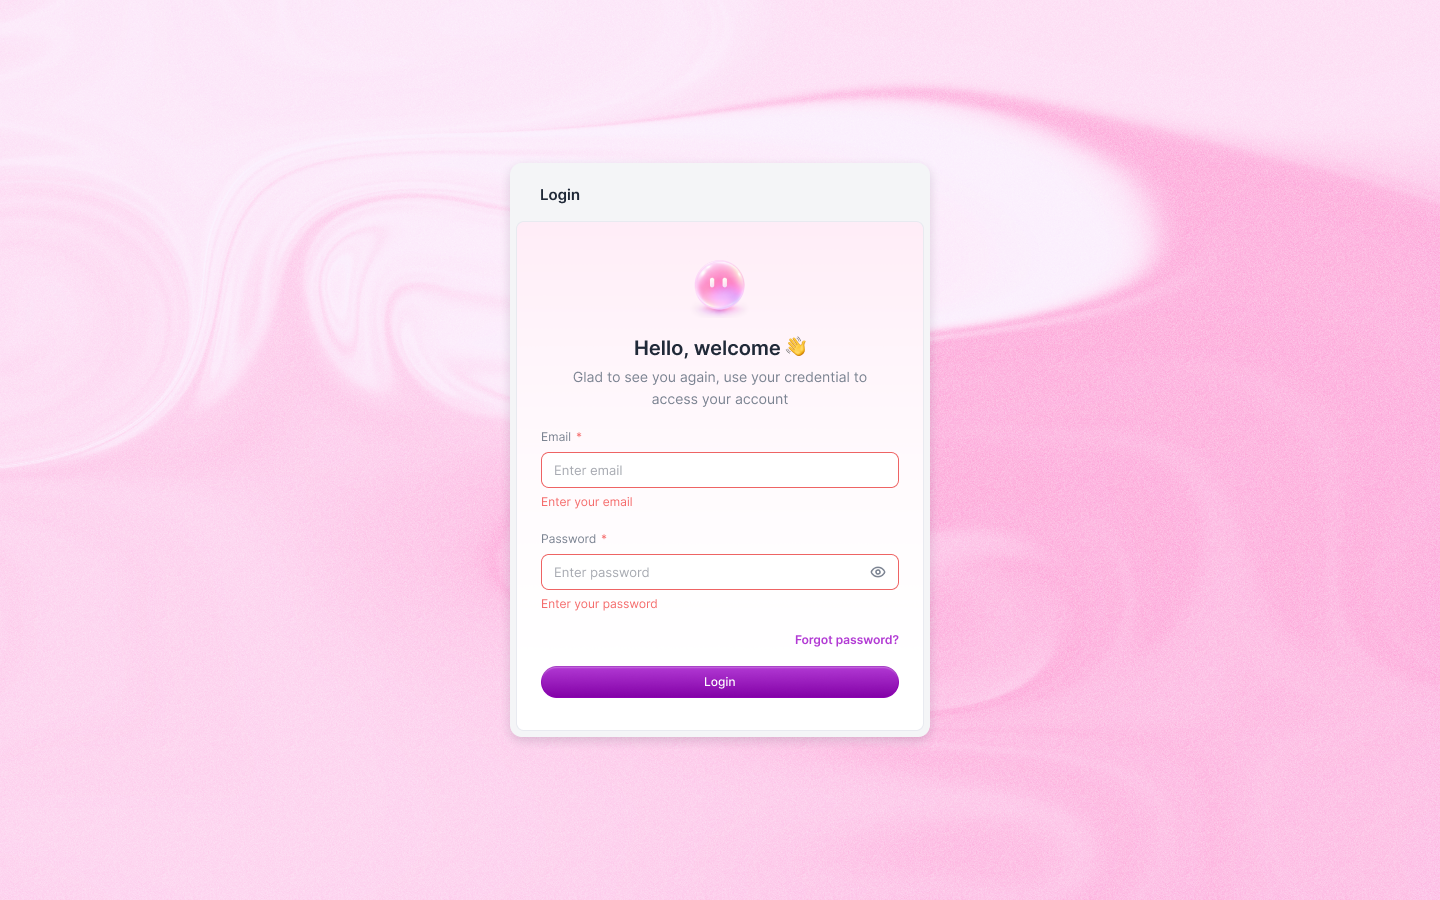 Login
Hello, welcome 👋
Glad to see you again, use your credential to
access your account
Email *
Enter email
Enter your email
Password *
Enter password
Enter your password
Forgot password?
Login